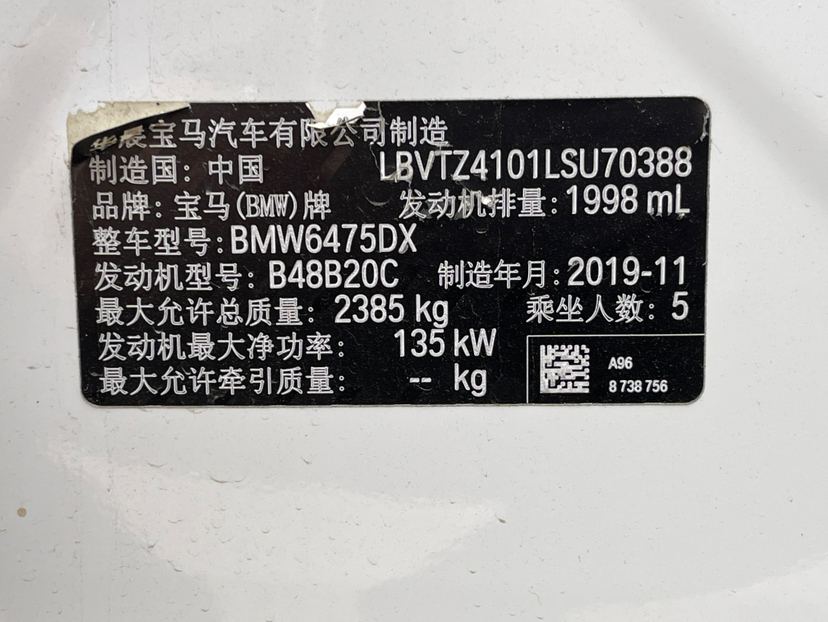 华晨宝马汽车有限公司制造
制造国：中国 LBVTZ4101LSU70388
品牌：宝马(BMW)牌 发动机排量：1998 mL
整车型号：BMW6475DX
发动机型号：B48B20C 制造年月：2019-11
最大允许总质量：2385 kg 乘坐人数：5
发动机最大净功率：135 kW
最大允许牵引质量：-- kg
A96
8 738 756